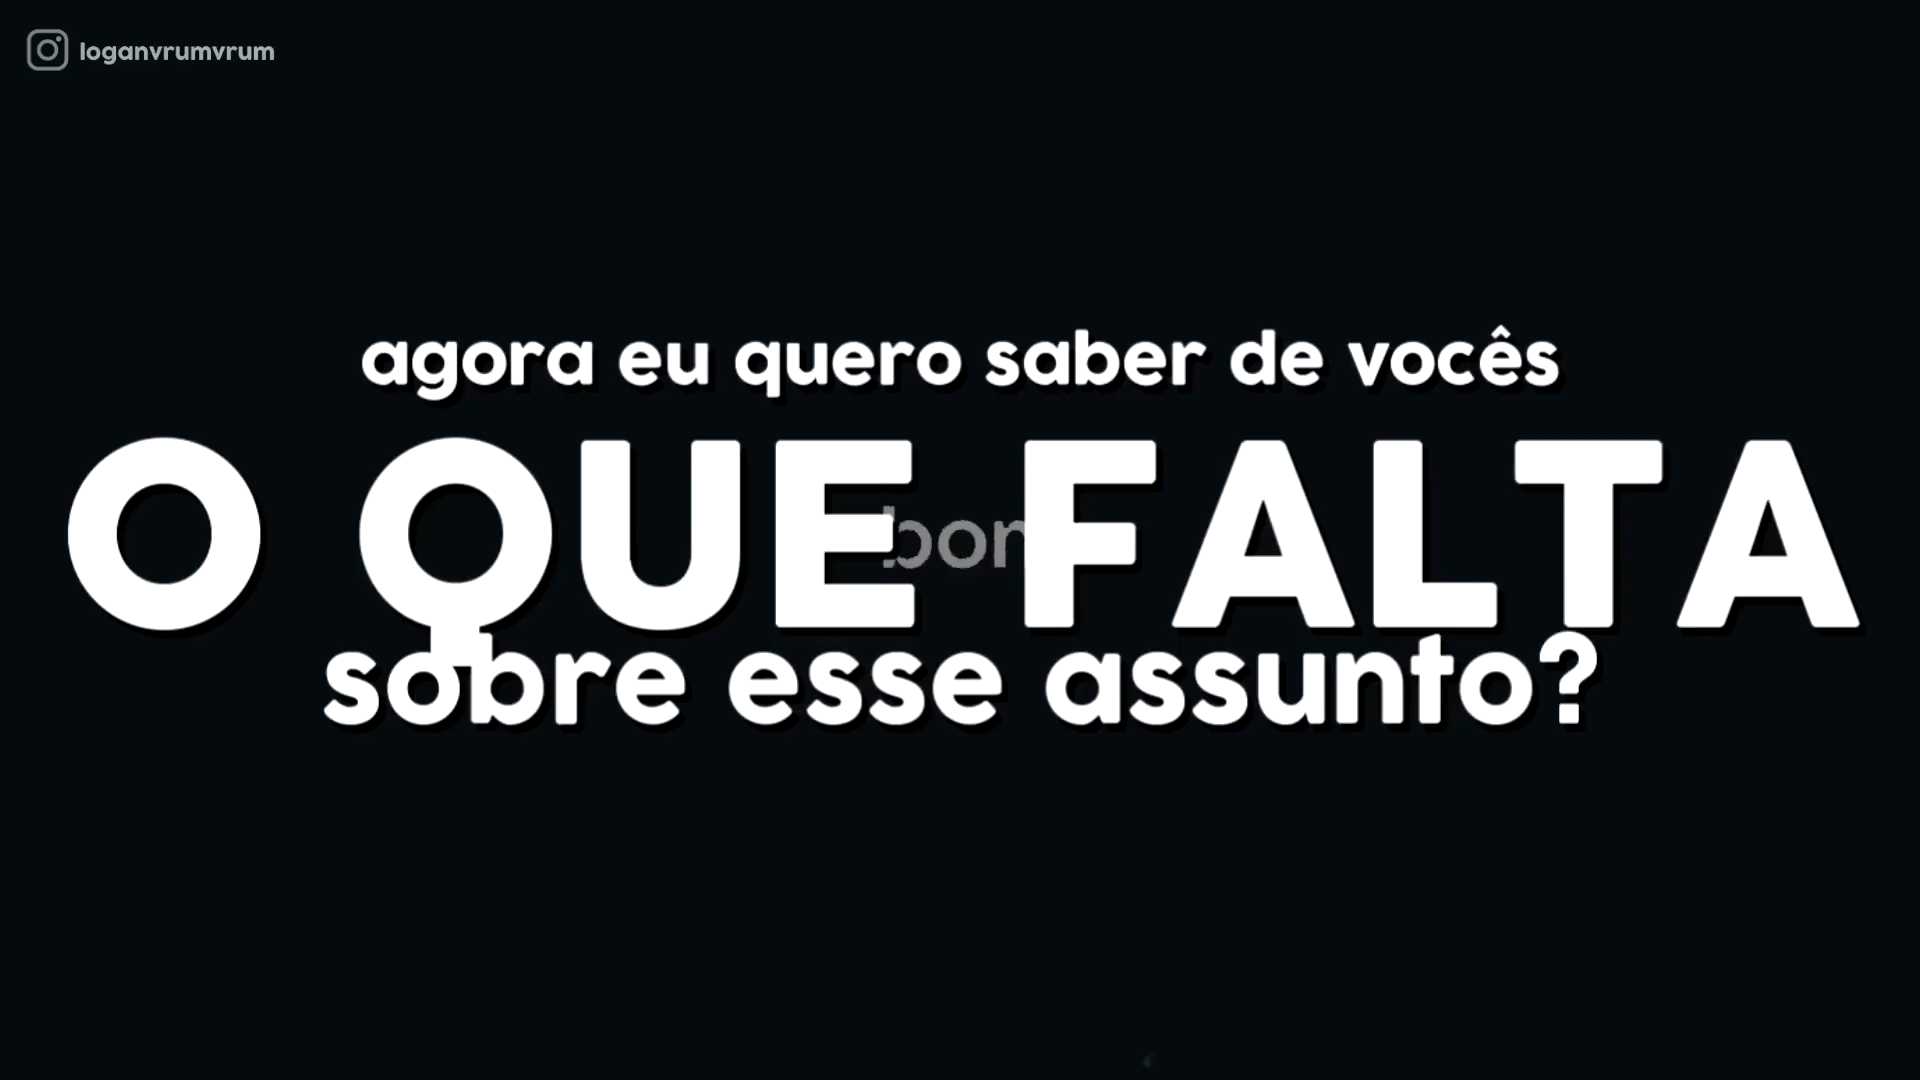 loganvrumvrum
agora eu quero saber de vocês
O QUE FALTA
sobre esse assunto?